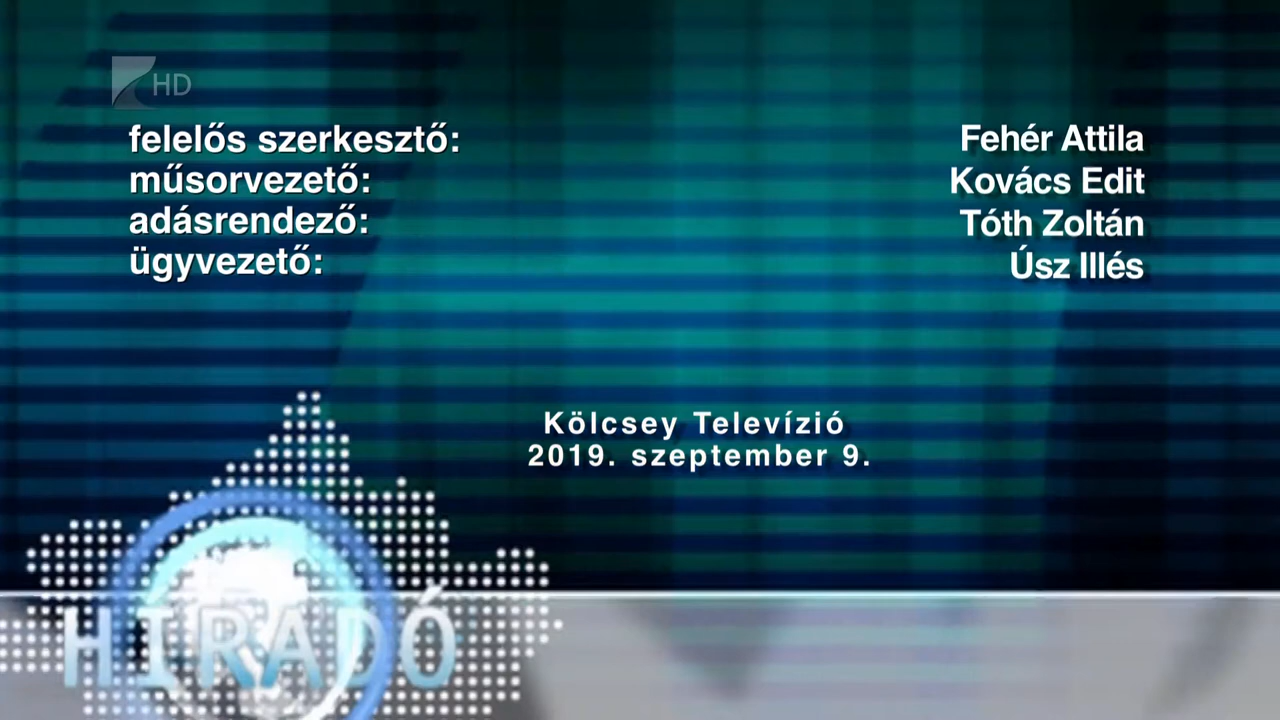 HD
felelős szerkesztő: Fehér Attila
műsorvezető: Kovács Edit
adásrendező: Tóth Zoltán
ügyvezető: Úsz Illés
Kölcsey Televízió
2019. szeptember 9.
HÍRADÓ